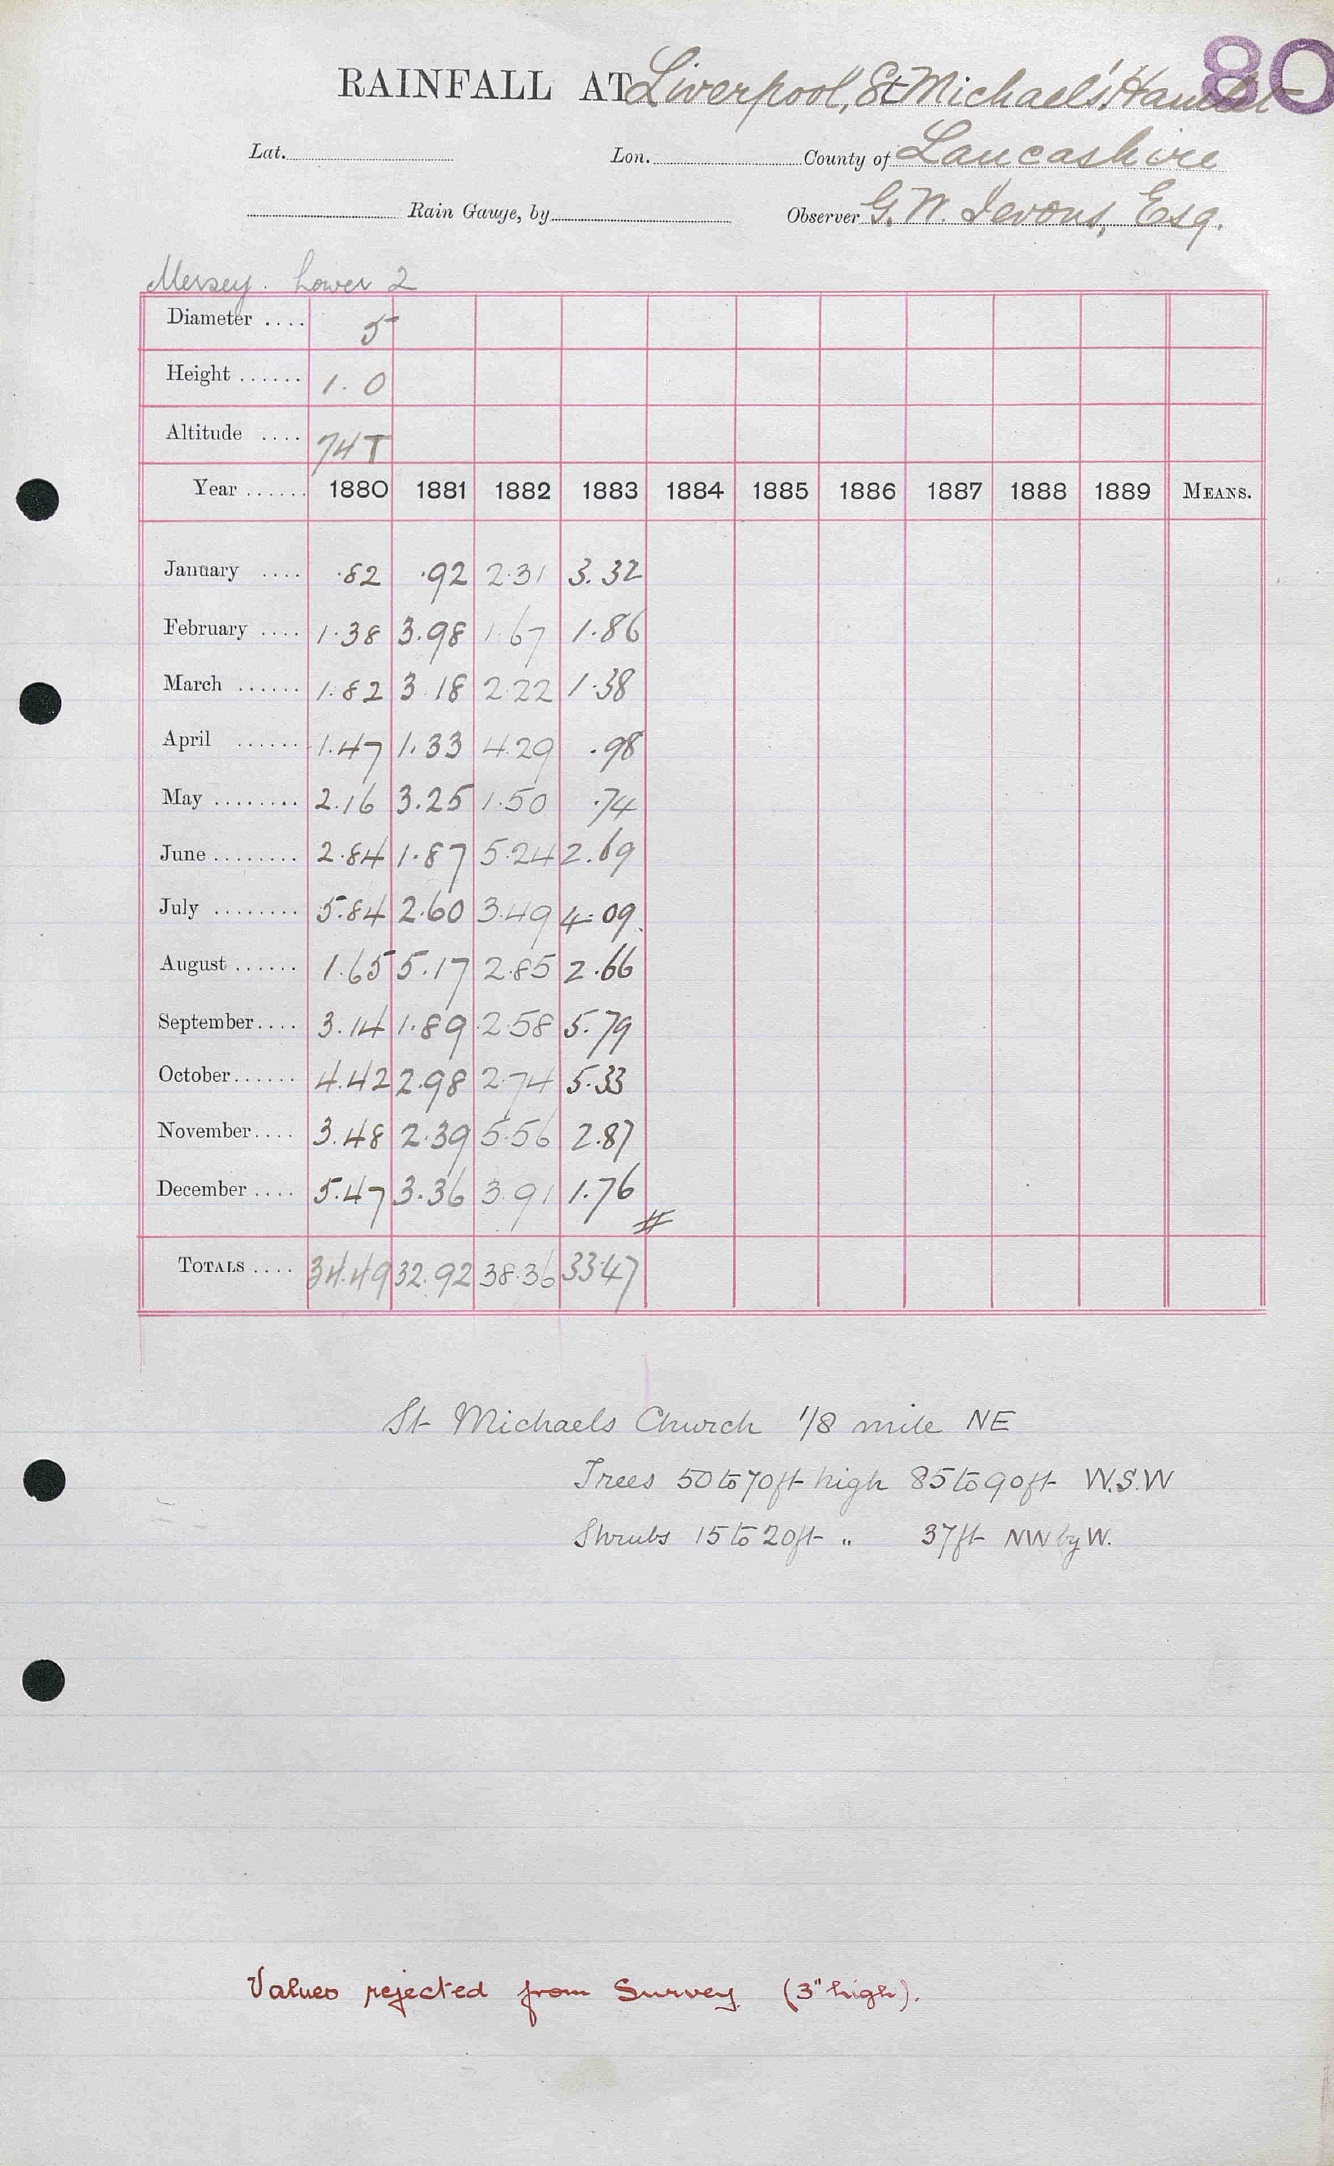 80
RAINFALL AT Liverpool, St Michael's Hamlet
Lat. Lon. County of Lancashire
Rain Gauge, by Observer G. W. Jevons, Esq.
Mersey. Lower 2
Diameter .... 5
Height ...... 1.0
Altitude .... 74 T
Year ...... 1880 1881 1882 1883 1884 1885 1886 1887 1888 1889 MEANS.
January .... .82 .92 2.31 3.32
February .... 1.38 3.98 1.67 1.86
March ...... 1.82 3.18 2.22 1.38
April ...... 1.47 1.33 4.29 .98
May ........ 2.16 3.25 1.50 .74
June ........ 2.84 1.87 5.24 2.69
July ........ 5.84 2.60 3.49 4.09
August ...... 1.65 5.17 2.85 2.66
September .... 3.14 1.89 2.58 5.79
October ...... 4.42 2.98 2.74 5.33
November .... 3.48 2.39 5.56 2.87
December .... 5.47 3.36 3.91 1.76
#
TOTALS .... 34.49 32.92 38.36 33.47
St Michaels Church 1/8 mile NE
Trees 50 to 70ft high 85 to 90ft W.S.W
Shrubs 15 to 20ft „ 37ft NW by W.
Values rejected from Survey. (3" high).